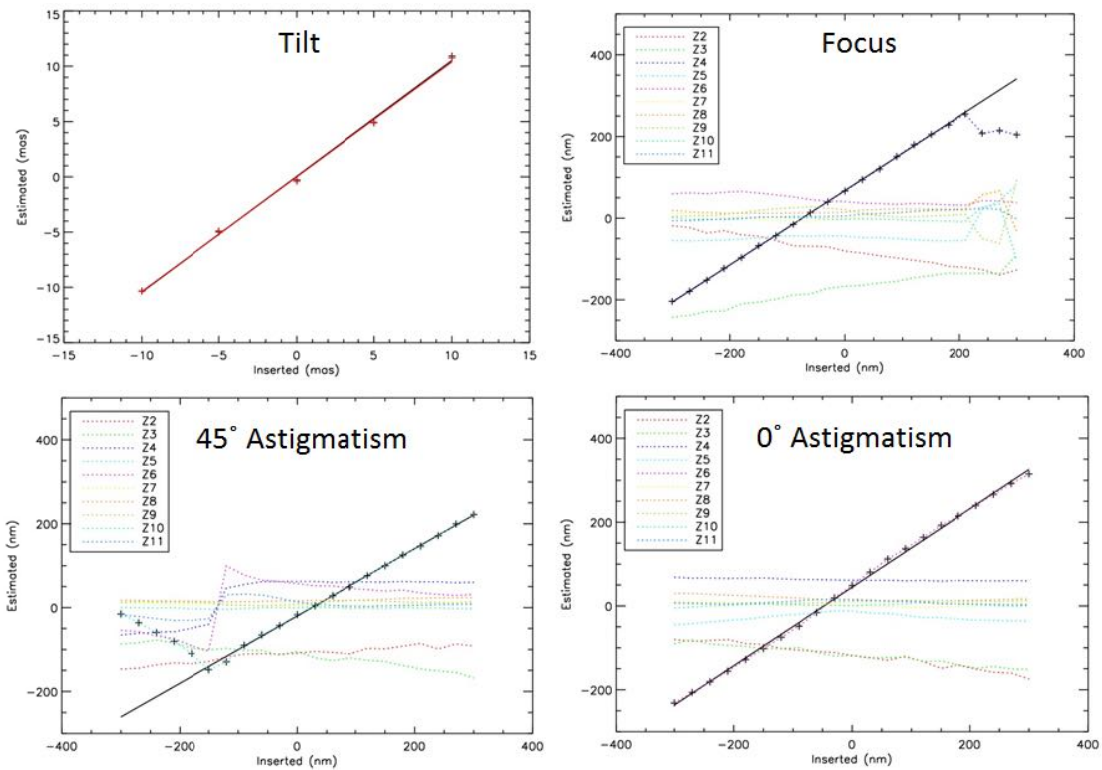 Tilt
15
10
5
0
−5
−10
−15
Estimated (mas)
−15
−10
−5
0
5
10
15
Inserted (mas)
Focus
Z2
Z3
Z4
Z5
Z6
Z7
Z8
Z9
Z10
Z11
400
200
0
−200
Estimated (nm)
−400
−200
0
200
400
Inserted (nm)
45° Astigmatism
Z2
Z3
Z4
Z5
Z6
Z7
Z8
Z9
Z10
Z11
400
200
0
−200
Estimated (nm)
−400
−200
0
200
400
Inserted (nm)
0° Astigmatism
Z2
Z3
Z4
Z5
Z6
Z7
Z8
Z9
Z10
Z11
400
200
0
−200
Estimated (nm)
−400
−200
0
200
400
Inserted (nm)